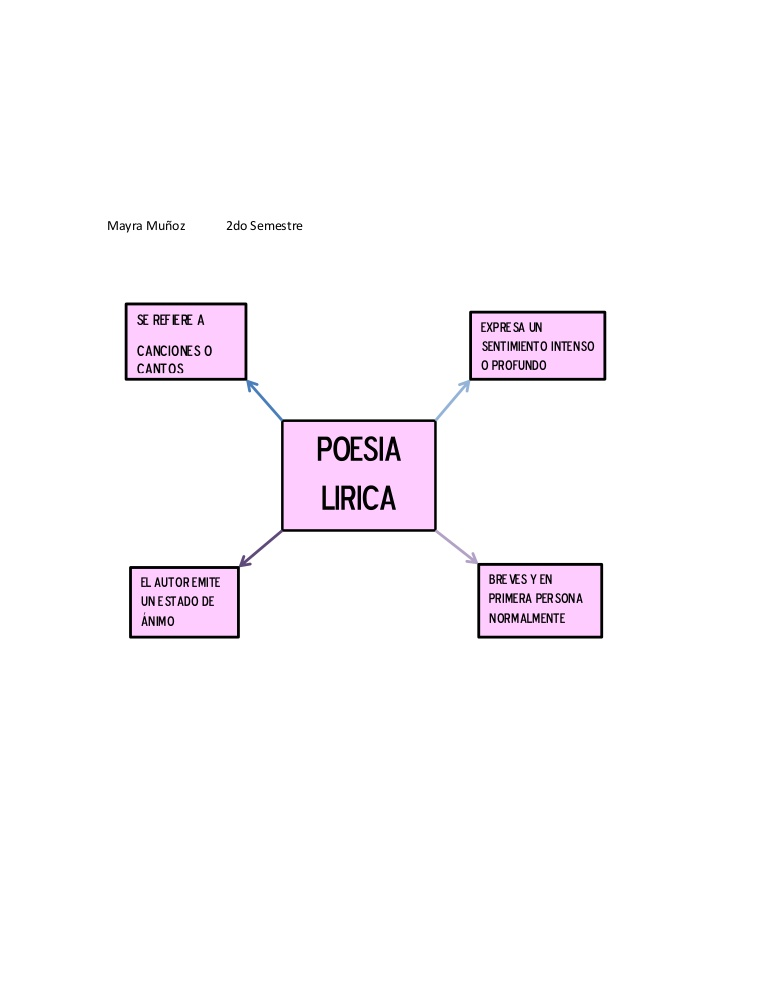 Mayra Muñoz 2do Semestre
SE REFIERE A
CANCIONES O
CANTOS
EXPRESA UN
SENTIMIENTO INTENSO
O PROFUNDO
POESIA
LIRICA
EL AUTOR EMITE
UN ESTADO DE
ÁNIMO
BREVES Y EN
PRIMERA PERSONA
NORMALMENTE